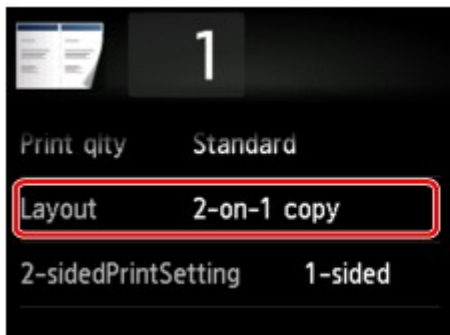 1
Print qlty Standard
Layout 2-on-1 copy
2-sidedPrintSetting 1-sided